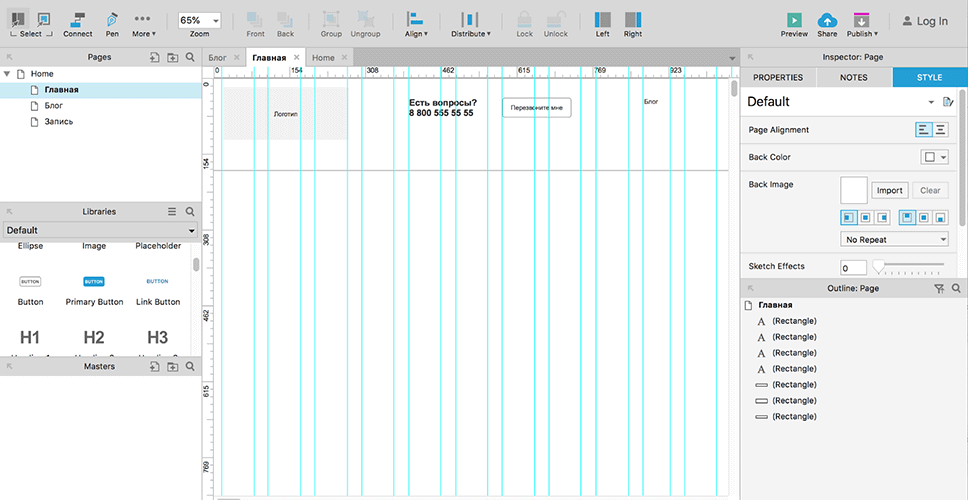 65%
Log In
Select Connect Pen More Zoom Front Back Group Ungroup Align Distribute Lock Unlock Left Right Preview Share Publish
Pages
Home
Главная
Блог
Запись
Libraries
Default
Ellipse Image Placeholder
BUTTON BUTTON BUTTON
Button Primary Button Link Button
H1 H2 H3
Masters
Блог Главная Home
0 154 308 462 615 769 923
0
154
308
462
615
769
Логотип
Есть вопросы?
8 800 555 55 55
Перезвоните мне
Блог
Inspector: Page
PROPERTIES NOTES STYLE
Default
Page Alignment
Back Color
Back Image
Import Clear
No Repeat
Sketch Effects 0
Outline: Page
Главная
A (Rectangle)
A (Rectangle)
A (Rectangle)
A (Rectangle)
(Rectangle)
(Rectangle)
(Rectangle)